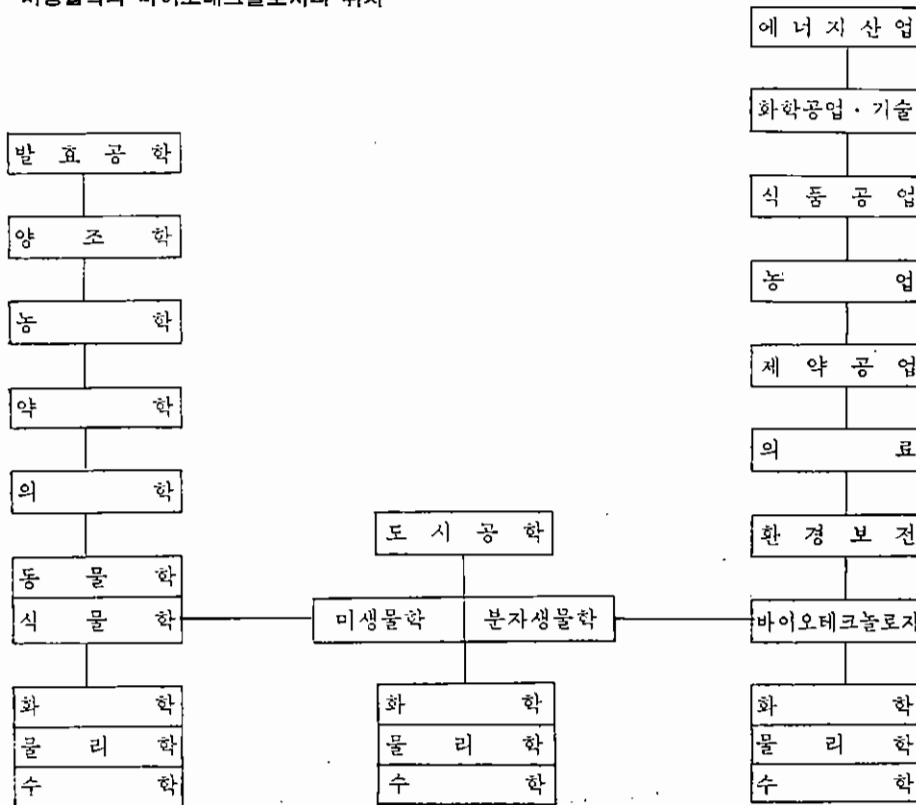 에너지산업
화학공업·기술
식품공업
농업
제약공업
의료
환경보전
바이오테크놀로지
화학
물리학
수학
발효공학
양조학
농학
약학
의학
동물학
식물학
화학
물리학
수학
도시공학
미생물학 분자생물학
화학
물리학
수학